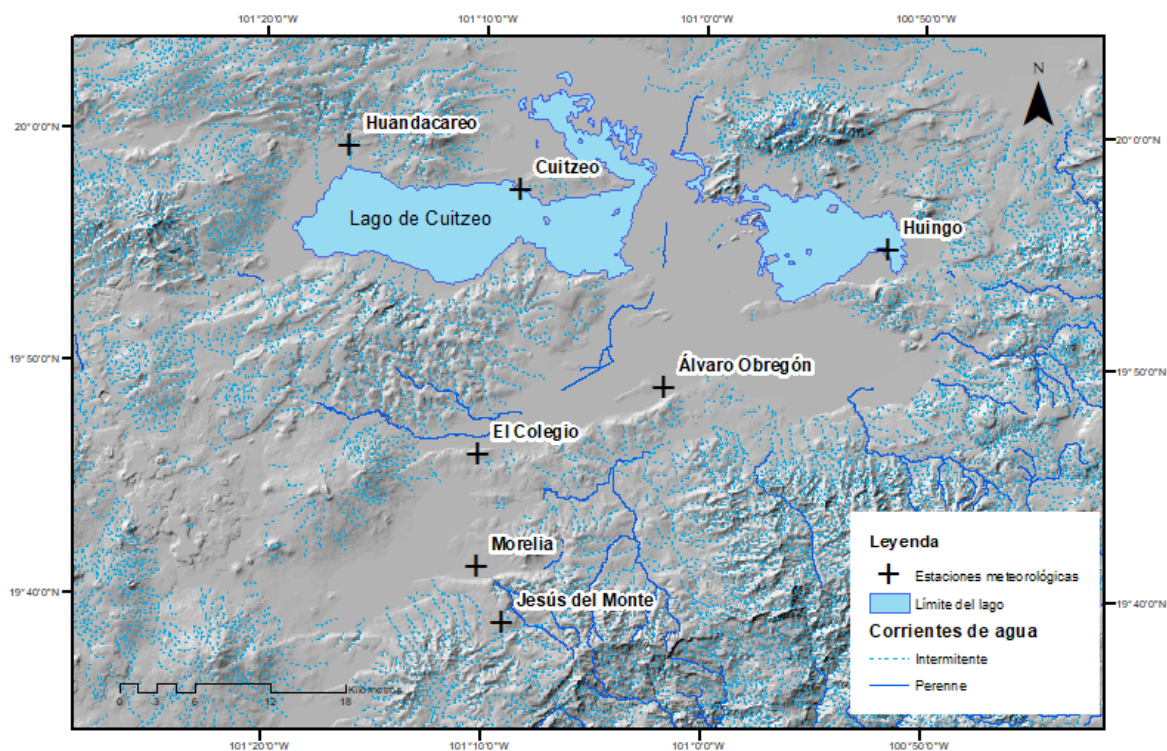 101°20'0"W 101°10'0"W 101°0'0"W 100°50'0"W
N
20°0'0"N 20°0'0"N
Huandacareo
Cuitzeo
Lago de Cuitzeo
Huingo
19°50'0"N 19°50'0"N
Álvaro Obregón
El Colegio
Morelia
Jesús del Monte
19°40'0"N 19°40'0"N
Leyenda
Estaciones meteorológicas
Límite del lago
Corrientes de agua
Intermitente
Perenne
Kilómetros
0 3 6 12 18
101°20'0"W 101°10'0"W 101°0'0"W 100°50'0"W